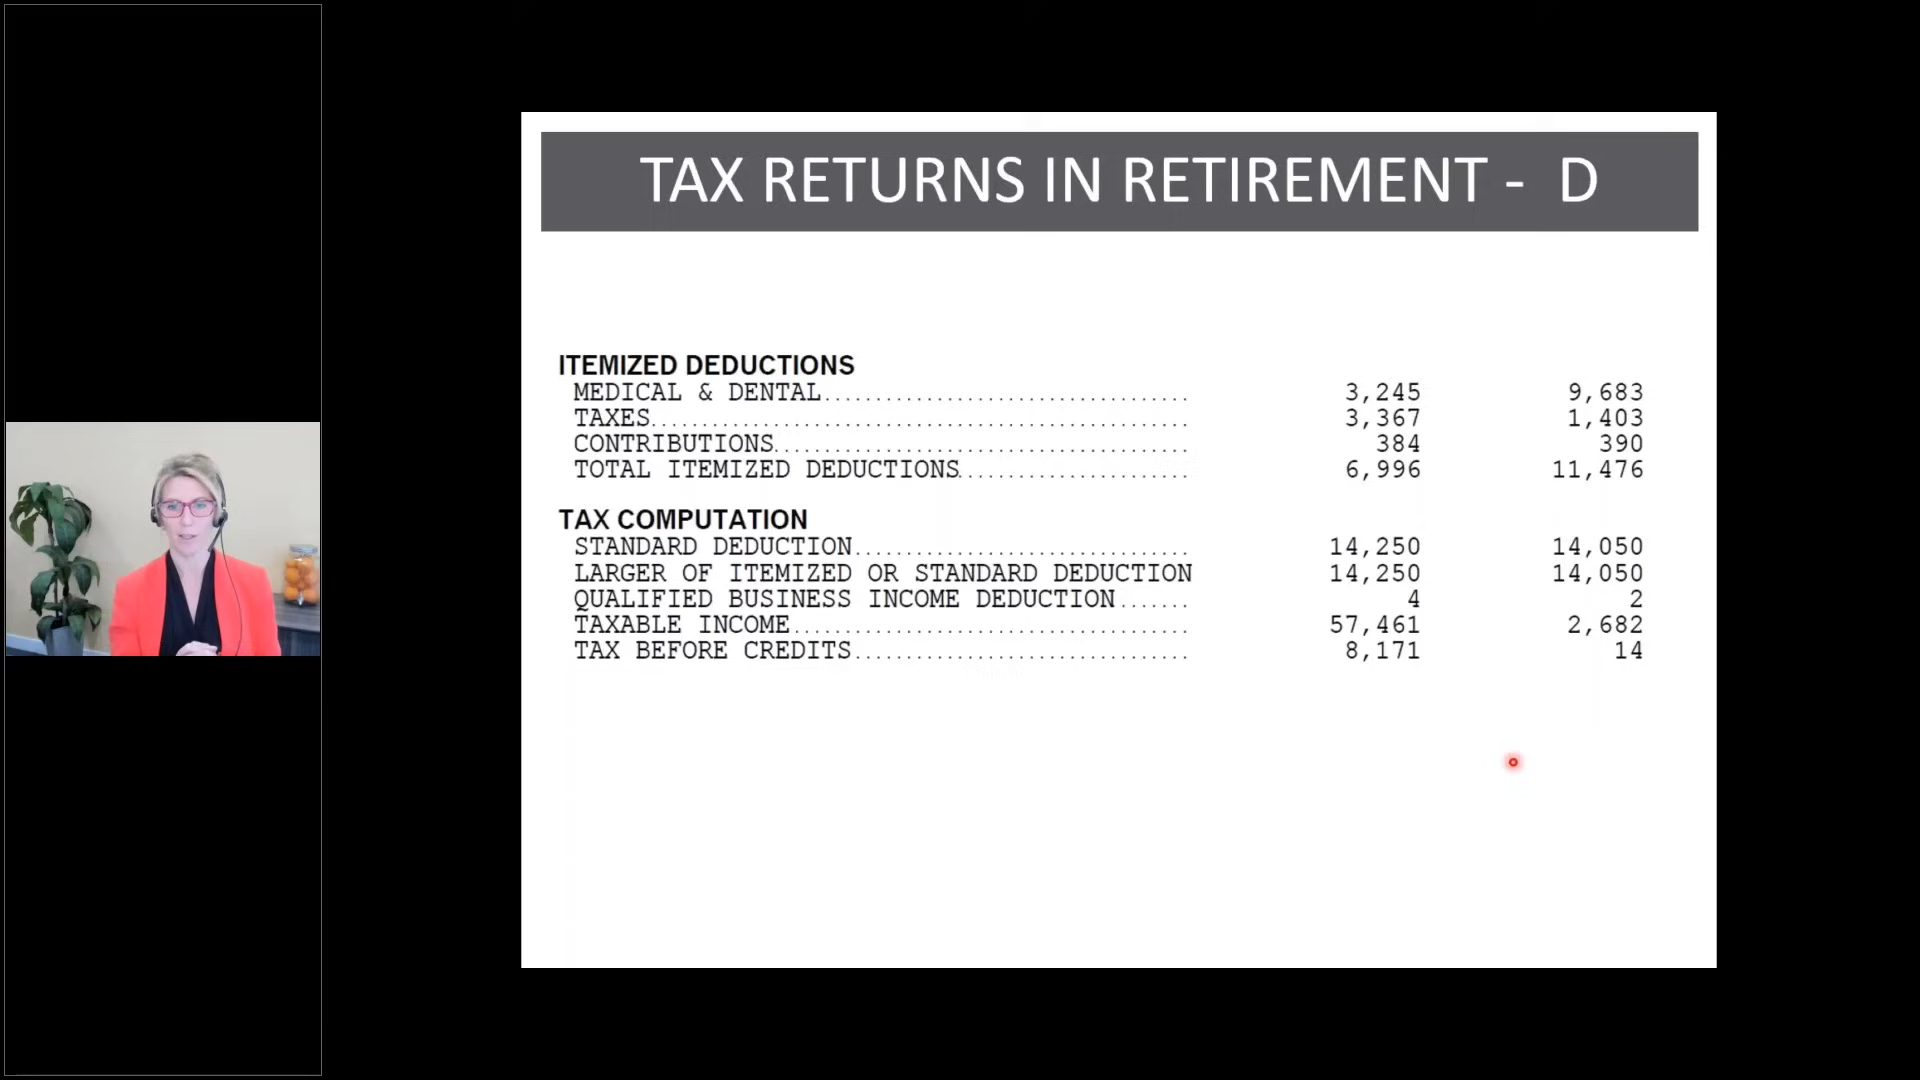 TAX RETURNS IN RETIREMENT - D
ITEMIZED DEDUCTIONS
MEDICAL & DENTAL.................................. 3,245 9,683
TAXES.......................................... 3,367 1,403
CONTRIBUTIONS................................ 384 390
TOTAL ITEMIZED DEDUCTIONS.................. 6,996 11,476
TAX COMPUTATION
STANDARD DEDUCTION.......................... 14,250 14,050
LARGER OF ITEMIZED OR STANDARD DEDUCTION 14,250 14,050
QUALIFIED BUSINESS INCOME DEDUCTION....... 4 2
TAXABLE INCOME............................... 57,461 2,682
TAX BEFORE CREDITS.......................... 8,171 14